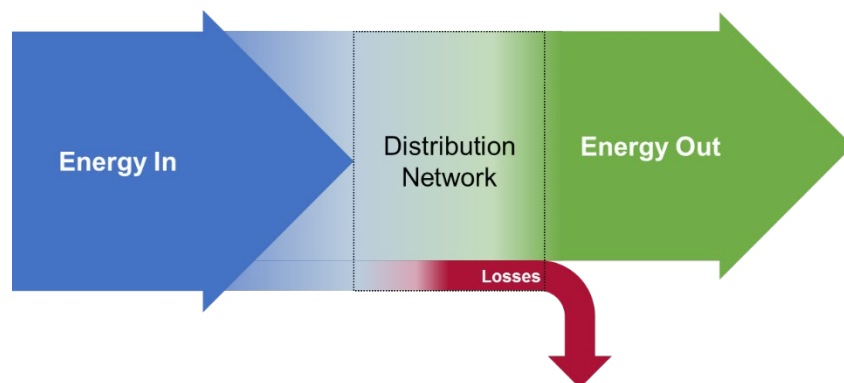 Energy In
Distribution
Network
Energy Out
Losses